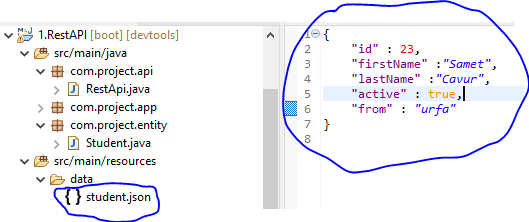 1.RestAPI [boot] [devtools]
src/main/java
com.project.api
RestApi.java
com.project.app
com.project.entity
Student.java
src/main/resources
data
{ } student.json
1 {
2 "id" : 23,
3 "firstName" :"Samet",
4 "lastName" :"Cavur",
5 "active" : true,
6 "from" : "urfa"
7 }
8